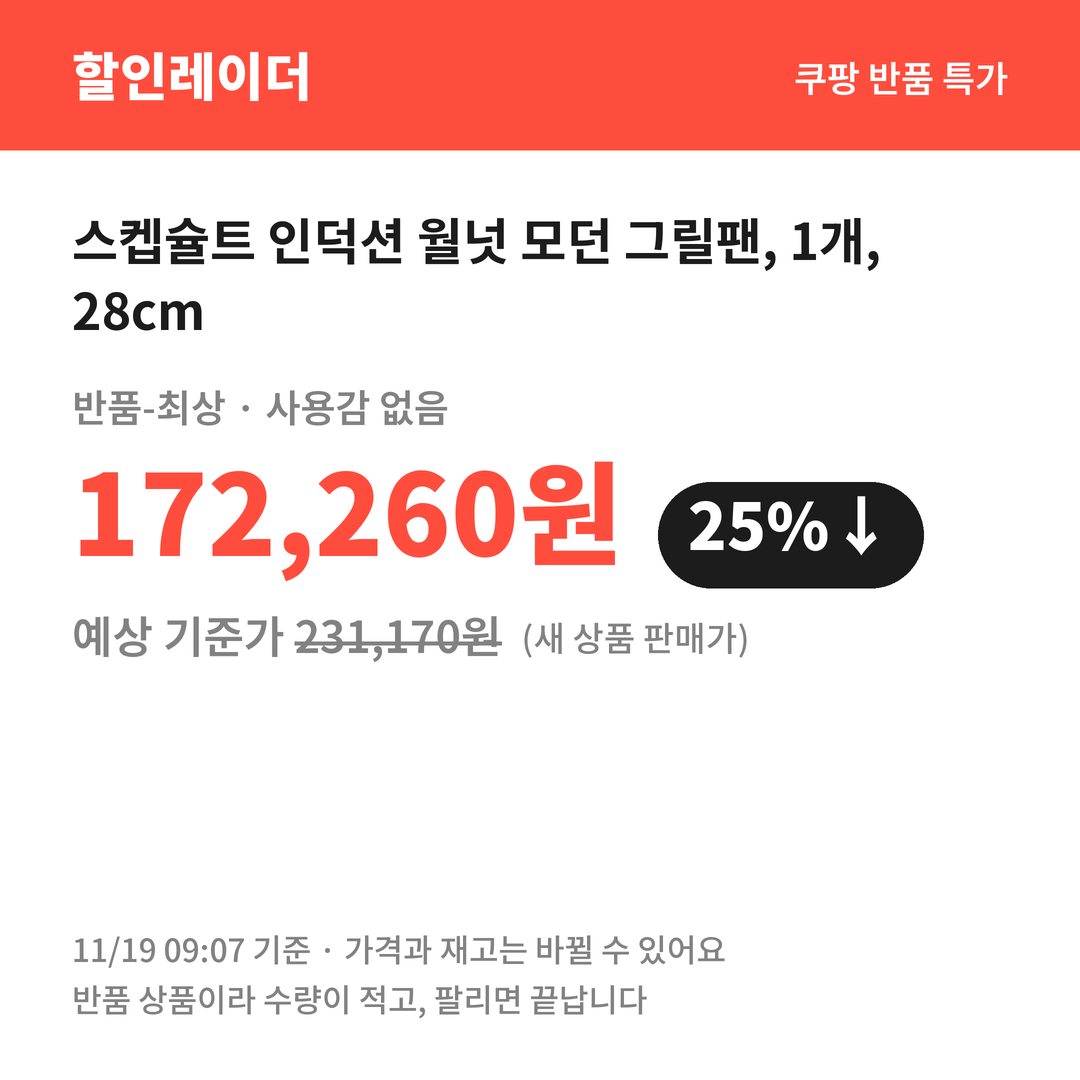 할인레이더
쿠팡 반품 특가
스켑슐트 인덕션 월넛 모던 그릴팬, 1개,
28cm
반품-최상 · 사용감 없음
172,260원 25%↓
예상 기준가 231,170원 (새 상품 판매가)
11/19 09:07 기준 · 가격과 재고는 바뀔 수 있어요
반품 상품이라 수량이 적고, 팔리면 끝납니다